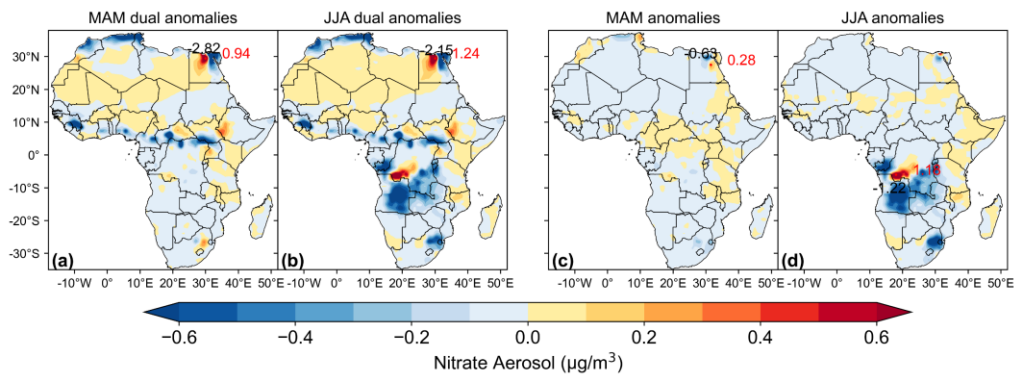 MAM dual anomalies JJA dual anomalies MAM anomalies JJA anomalies
30°N -2.82 0.94 -2.15 1.24 -0.63 0.28
20°N
10°N
0°
10°S 1.16
-1.22
20°S
30°S (a) (b) (c) (d)
10°W 0° 10°E 20°E 30°E 40°E 50°E 10°W 0° 10°E 20°E 30°E 40°E 50°E 10°W 0° 10°E 20°E 30°E 40°E 50°E 10°W 0° 10°E 20°E 30°E 40°E 50°E
−0.6 −0.4 −0.2 0.0 0.2 0.4 0.6
Nitrate Aerosol (μg/m³)